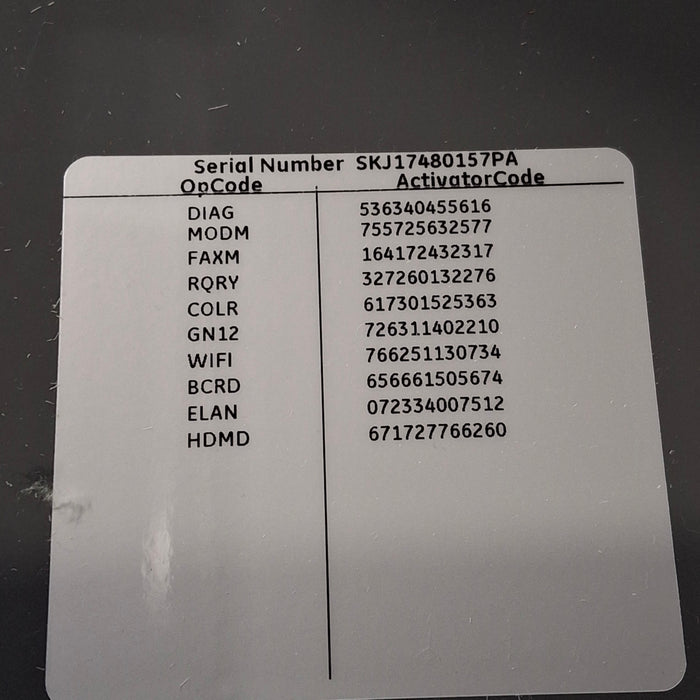 Serial Number SKJ17480157PA
OpCode ActivatorCode
DIAG 536340455616
MODM 755725632577
FAXM 164172432317
RQRY 327260132276
COLR 617301525363
GN12 726311402210
WIFI 766251130734
BCRD 656661505674
ELAN 072334007512
HDMD 671727766260